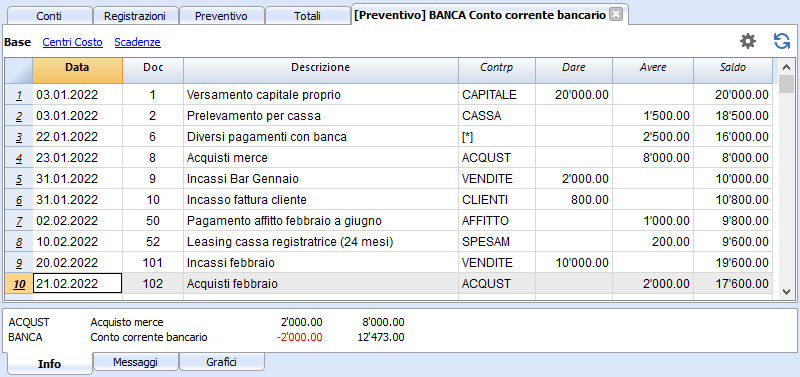 Conti Registrazioni Preventivo Totali [Preventivo] BANCA Conto corrente bancario
Base Centri Costo Scadenze
Data Doc Descrizione Contrp Dare Avere Saldo
1 03.01.2022 1 Versamento capitale proprio CAPITALE 20'000.00 20'000.00
2 03.01.2022 2 Prelevamento per cassa CASSA 1'500.00 18'500.00
3 22.01.2022 6 Diversi pagamenti con banca [*] 2'500.00 16'000.00
4 23.01.2022 8 Acquisti merce ACQUST 8'000.00 8'000.00
5 31.01.2022 9 Incassi Bar Gennaio VENDITE 2'000.00 10'000.00
6 31.01.2022 10 Incasso fattura cliente CLIENTI 800.00 10'800.00
7 02.02.2022 50 Pagamento affitto febbraio a giugno AFFITTO 1'000.00 9'800.00
8 10.02.2022 52 Leasing cassa registratrice (24 mesi) SPESAM 200.00 9'600.00
9 20.02.2022 101 Incassi febbraio VENDITE 10'000.00 19'600.00
10 21.02.2022 102 Acquisti febbraio ACQUST 2'000.00 17'600.00
ACQUST Acquisto merce 2'000.00 8'000.00
BANCA Conto corrente bancario -2'000.00 12'473.00
Info Messaggi Grafici